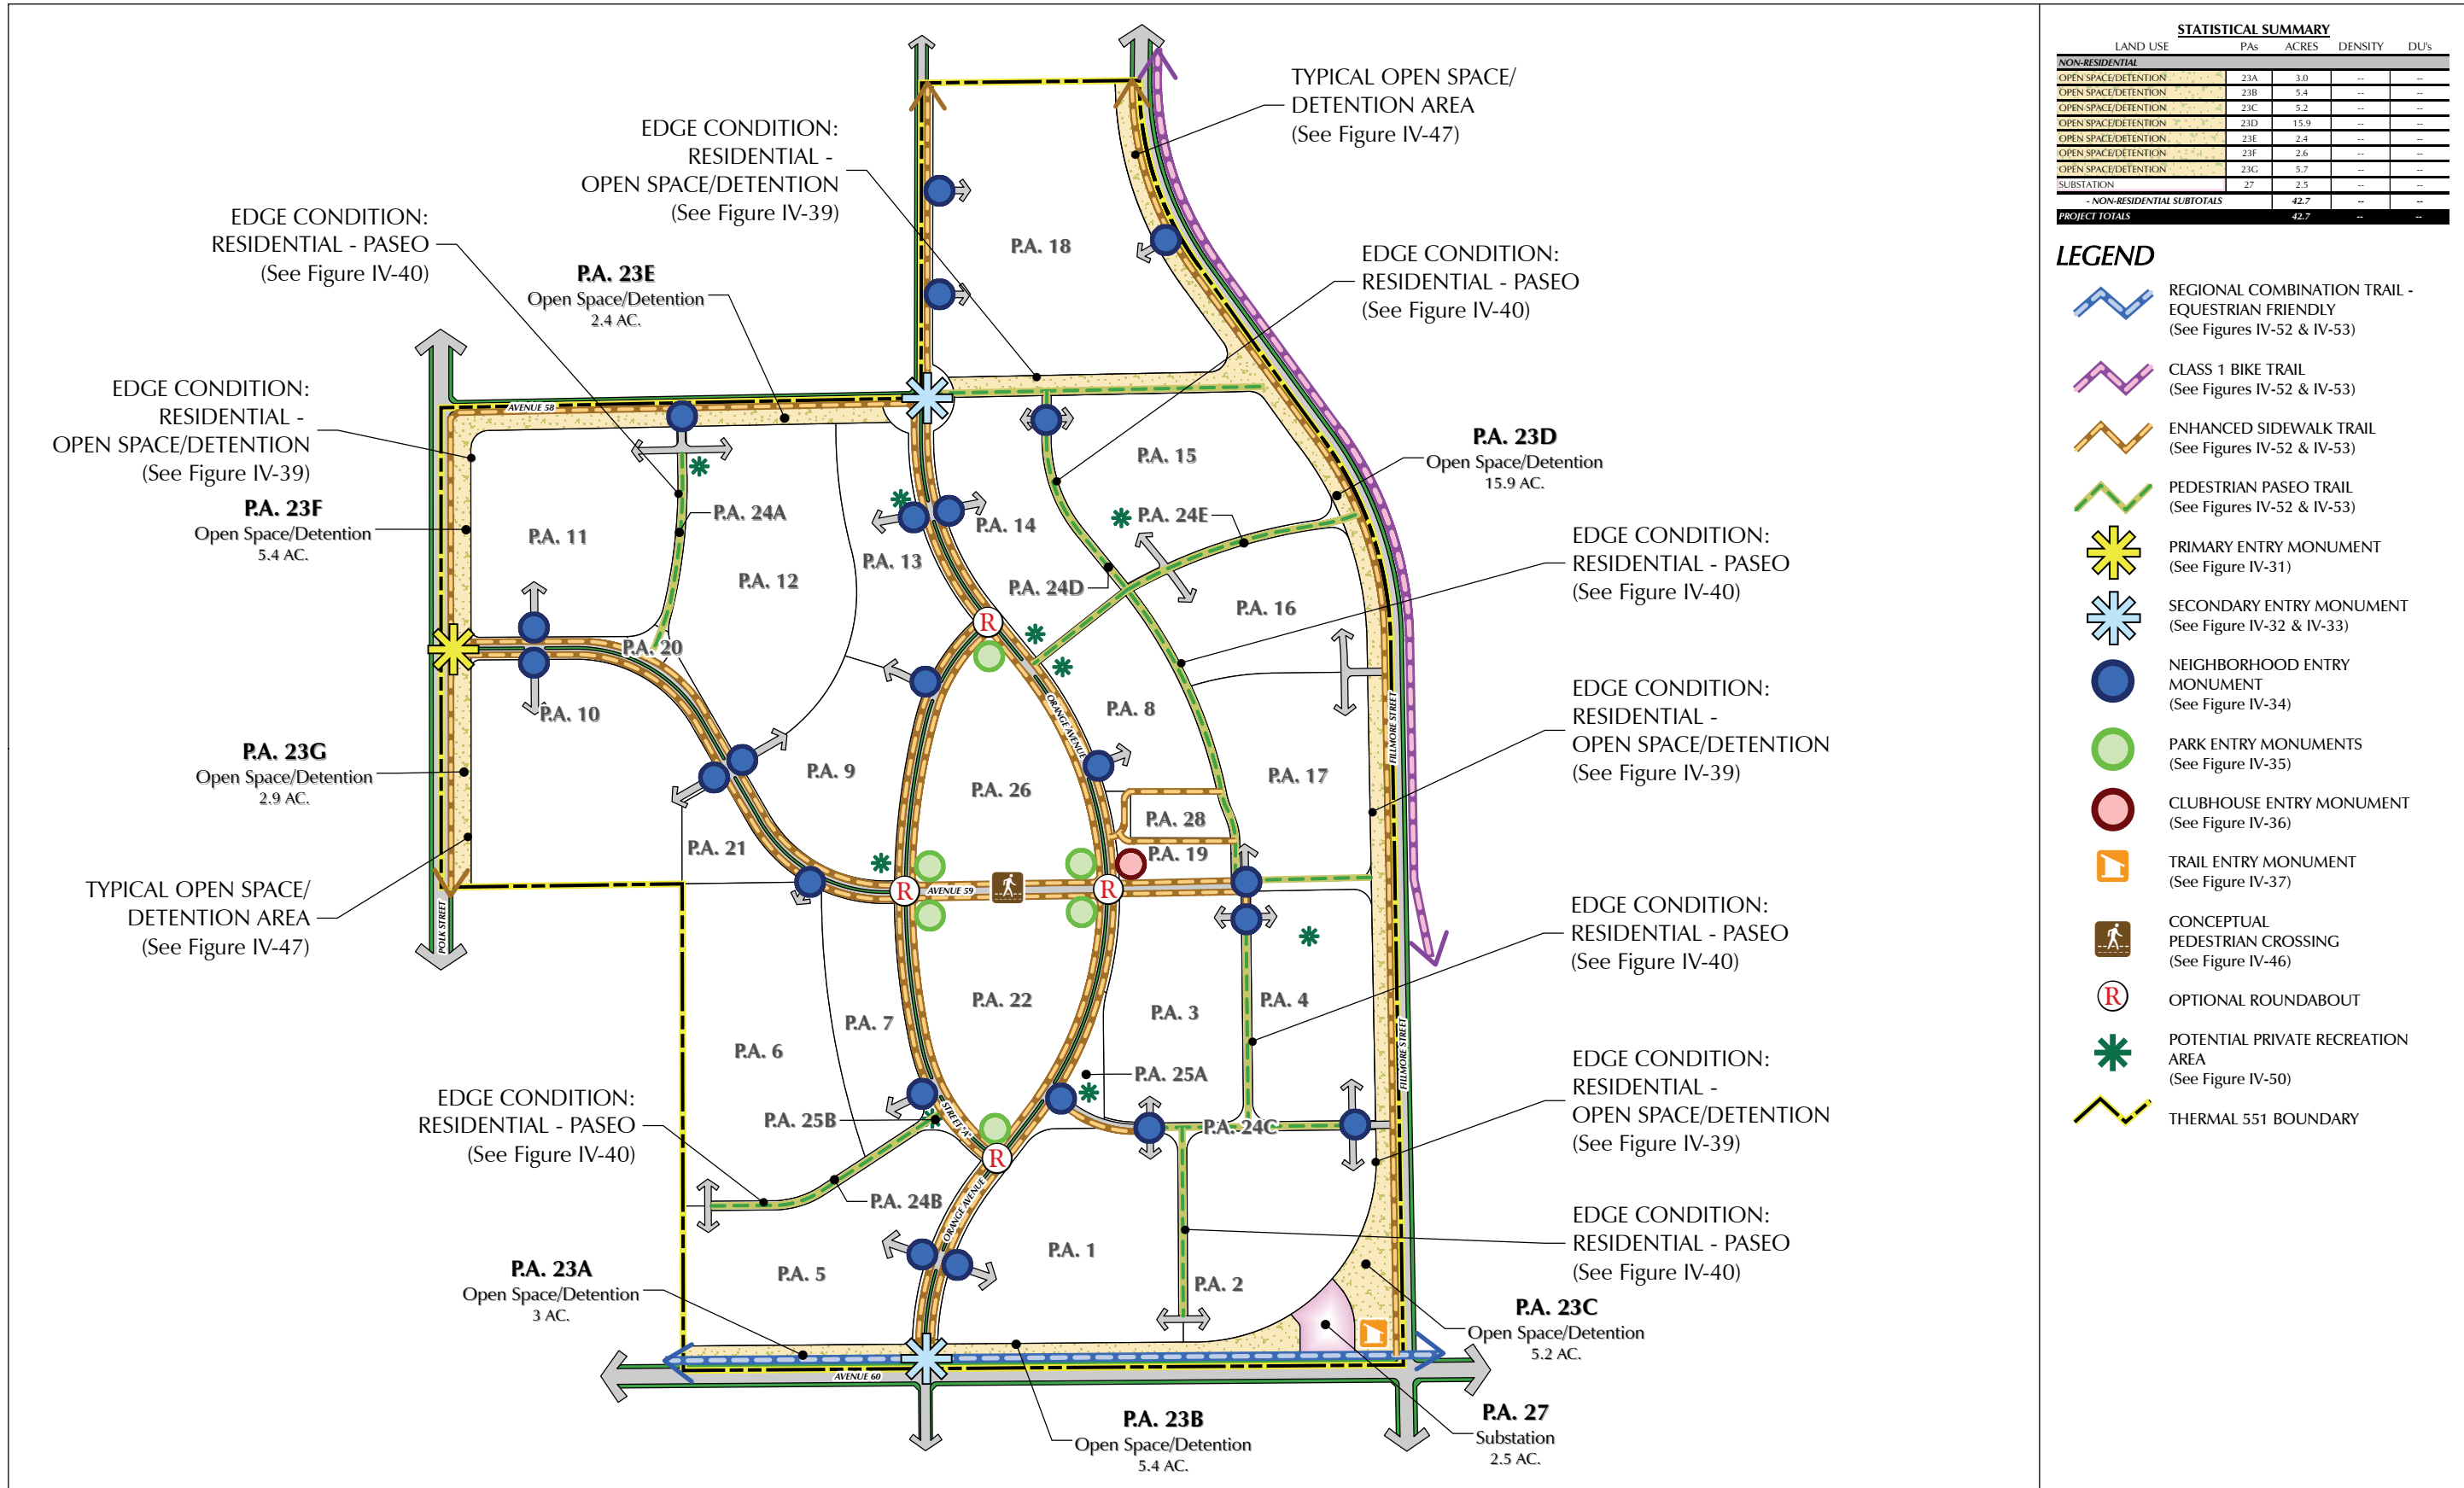 TYPICAL OPEN SPACE/
DETENTION AREA
(See Figure IV-47)
EDGE CONDITION:
RESIDENTIAL -
OPEN SPACE/DETENTION
(See Figure IV-39)
EDGE CONDITION:
RESIDENTIAL - PASEO
(See Figure IV-40)
P.A. 23E
Open Space/Detention
2.4 AC.
P.A. 18
EDGE CONDITION:
RESIDENTIAL - PASEO
(See Figure IV-40)
EDGE CONDITION:
RESIDENTIAL -
OPEN SPACE/DETENTION
(See Figure IV-39)
AVENUE 58
P.A. 23F
Open Space/Detention
5.4 AC.
P.A. 11
P.A. 24A
P.A. 12
P.A. 13
P.A. 14
P.A. 15
P.A. 24E
P.A. 24D
P.A. 16
P.A. 23D
Open Space/Detention
15.9 AC.
EDGE CONDITION:
RESIDENTIAL - PASEO
(See Figure IV-40)
R
P.A. 20
P.A. 10
ORANGE AVENUE
P.A. 8
FILLMORE STREET
EDGE CONDITION:
RESIDENTIAL -
OPEN SPACE/DETENTION
(See Figure IV-39)
P.A. 23G
Open Space/Detention
2.9 AC.
P.A. 9
P.A. 26
P.A. 17
P.A. 28
P.A. 21
P.A. 19
TYPICAL OPEN SPACE/
DETENTION AREA
(See Figure IV-47)
POLK STREET
R
AVENUE 59
R
EDGE CONDITION:
RESIDENTIAL - PASEO
(See Figure IV-40)
P.A. 22
P.A. 3
P.A. 4
P.A. 7
P.A. 6
FILLMORE STREET
EDGE CONDITION:
RESIDENTIAL -
OPEN SPACE/DETENTION
(See Figure IV-39)
P.A. 25A
EDGE CONDITION:
RESIDENTIAL - PASEO
(See Figure IV-40)
P.A. 25B
STREET "A"
P.A. 24C
R
P.A. 24B
ORANGE AVENUE
P.A. 1
P.A. 5
P.A. 2
EDGE CONDITION:
RESIDENTIAL - PASEO
(See Figure IV-40)
P.A. 23A
Open Space/Detention
3 AC.
P.A. 23C
Open Space/Detention
5.2 AC.
AVENUE 60
P.A. 23B
Open Space/Detention
5.4 AC.
P.A. 27
Substation
2.5 AC.
STATISTICAL SUMMARY
LAND USE PAs ACRES DENSITY DU's
NON-RESIDENTIAL
OPEN SPACE/DETENTION 23A 3.0 -- --
OPEN SPACE/DETENTION 23B 5.4 -- --
OPEN SPACE/DETENTION 23C 5.2 -- --
OPEN SPACE/DETENTION 23D 15.9 -- --
OPEN SPACE/DETENTION 23E 2.4 -- --
OPEN SPACE/DETENTION 23F 2.6 -- --
OPEN SPACE/DETENTION 23G 5.7 -- --
SUBSTATION 27 2.5 -- --
- NON-RESIDENTIAL SUBTOTALS 42.7 -- --
PROJECT TOTALS 42.7 -- --
LEGEND
REGIONAL COMBINATION TRAIL -
EQUESTRIAN FRIENDLY
(See Figures IV-52 & IV-53)
CLASS 1 BIKE TRAIL
(See Figures IV-52 & IV-53)
ENHANCED SIDEWALK TRAIL
(See Figures IV-52 & IV-53)
PEDESTRIAN PASEO TRAIL
(See Figures IV-52 & IV-53)
PRIMARY ENTRY MONUMENT
(See Figure IV-31)
SECONDARY ENTRY MONUMENT
(See Figure IV-32 & IV-33)
NEIGHBORHOOD ENTRY
MONUMENT
(See Figure IV-34)
PARK ENTRY MONUMENTS
(See Figure IV-35)
CLUBHOUSE ENTRY MONUMENT
(See Figure IV-36)
TRAIL ENTRY MONUMENT
(See Figure IV-37)
CONCEPTUAL
PEDESTRIAN CROSSING
(See Figure IV-46)
R OPTIONAL ROUNDABOUT
POTENTIAL PRIVATE RECREATION
AREA
(See Figure IV-50)
THERMAL 551 BOUNDARY